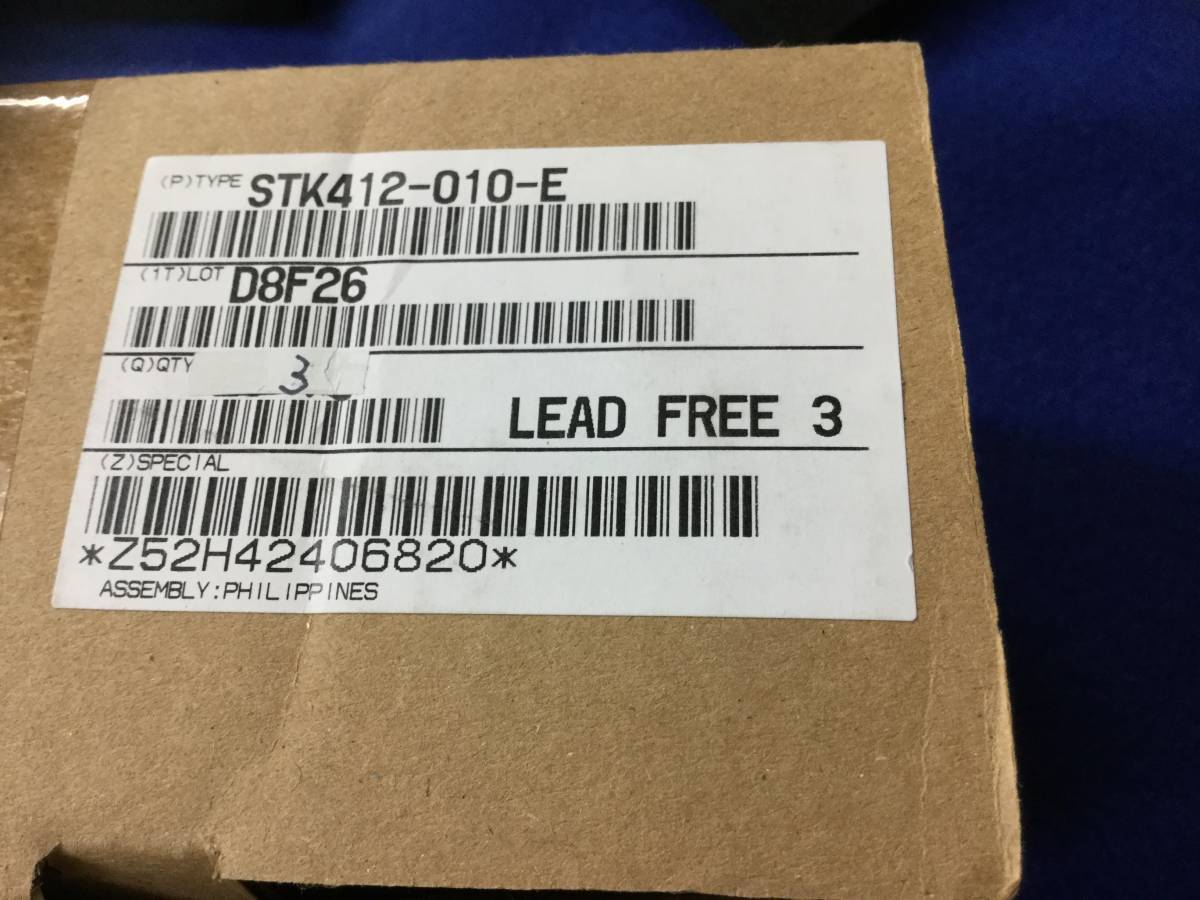 (P)TYPE STK412-010-E
(1T)LOT D8F26
(Q)QTY 3
LEAD FREE 3
(Z)SPECIAL
*Z52H42406820*
ASSEMBLY:PHILIPPINES